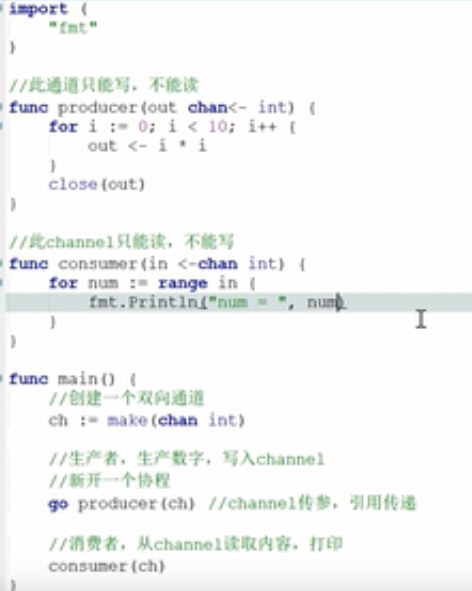 import (
"fmt"
)
//此通道只能写，不能读
func producer(out chan<- int) {
for i := 0; i < 10; i++ {
out <- i * i
}
close(out)
}
//此channel只能读，不能写
func consumer(in <-chan int) {
for num := range in {
fmt.Println("num = ", num)
}
}
func main() {
//创建一个双向通道
ch := make(chan int)
//生产者，生产数字，写入channel
//新开一个协程
go producer(ch) //channel传参，引用传递
//消费者，从channel读取内容，打印
consumer(ch)
}